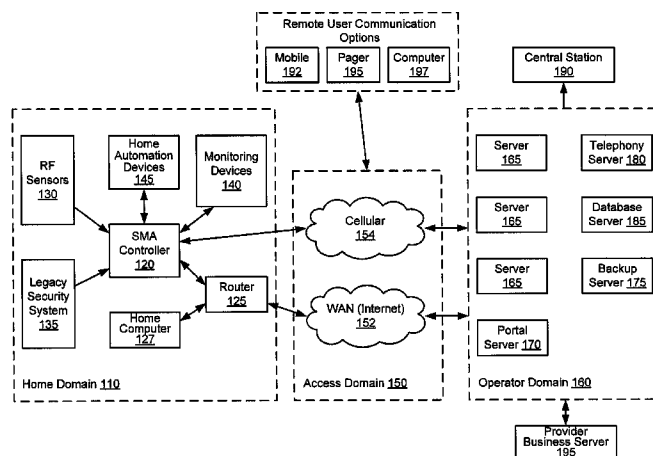 Remote User Communication
Options
Mobile
192
Pager
195
Computer
197
Central Station
190
RF
Sensors
130
Home
Automation
Devices
145
Monitoring
Devices
140
SMA
Controller
120
Legacy
Security
System
135
Router
125
Home
Computer
127
Home Domain 110
Cellular
154
WAN (Internet)
152
Access Domain 150
Server
165
Telephony
Server 180
Server
165
Database
Server 185
Server
165
Backup
Server 175
Portal
Server 170
Operator Domain 160
Provider
Business Server
195